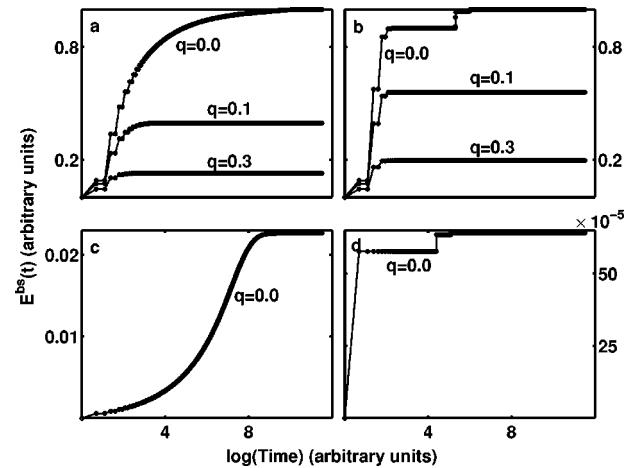 a
q=0.0
q=0.1
q=0.3
0.8
0.2
b
q=0.0
q=0.1
q=0.3
0.8
0.2
c
q=0.0
0.02
0.01
d
q=0.0
× 10⁻⁵
50
25
4
8
4
8
E^bs(t) (arbitrary units)
log(Time) (arbitrary units)